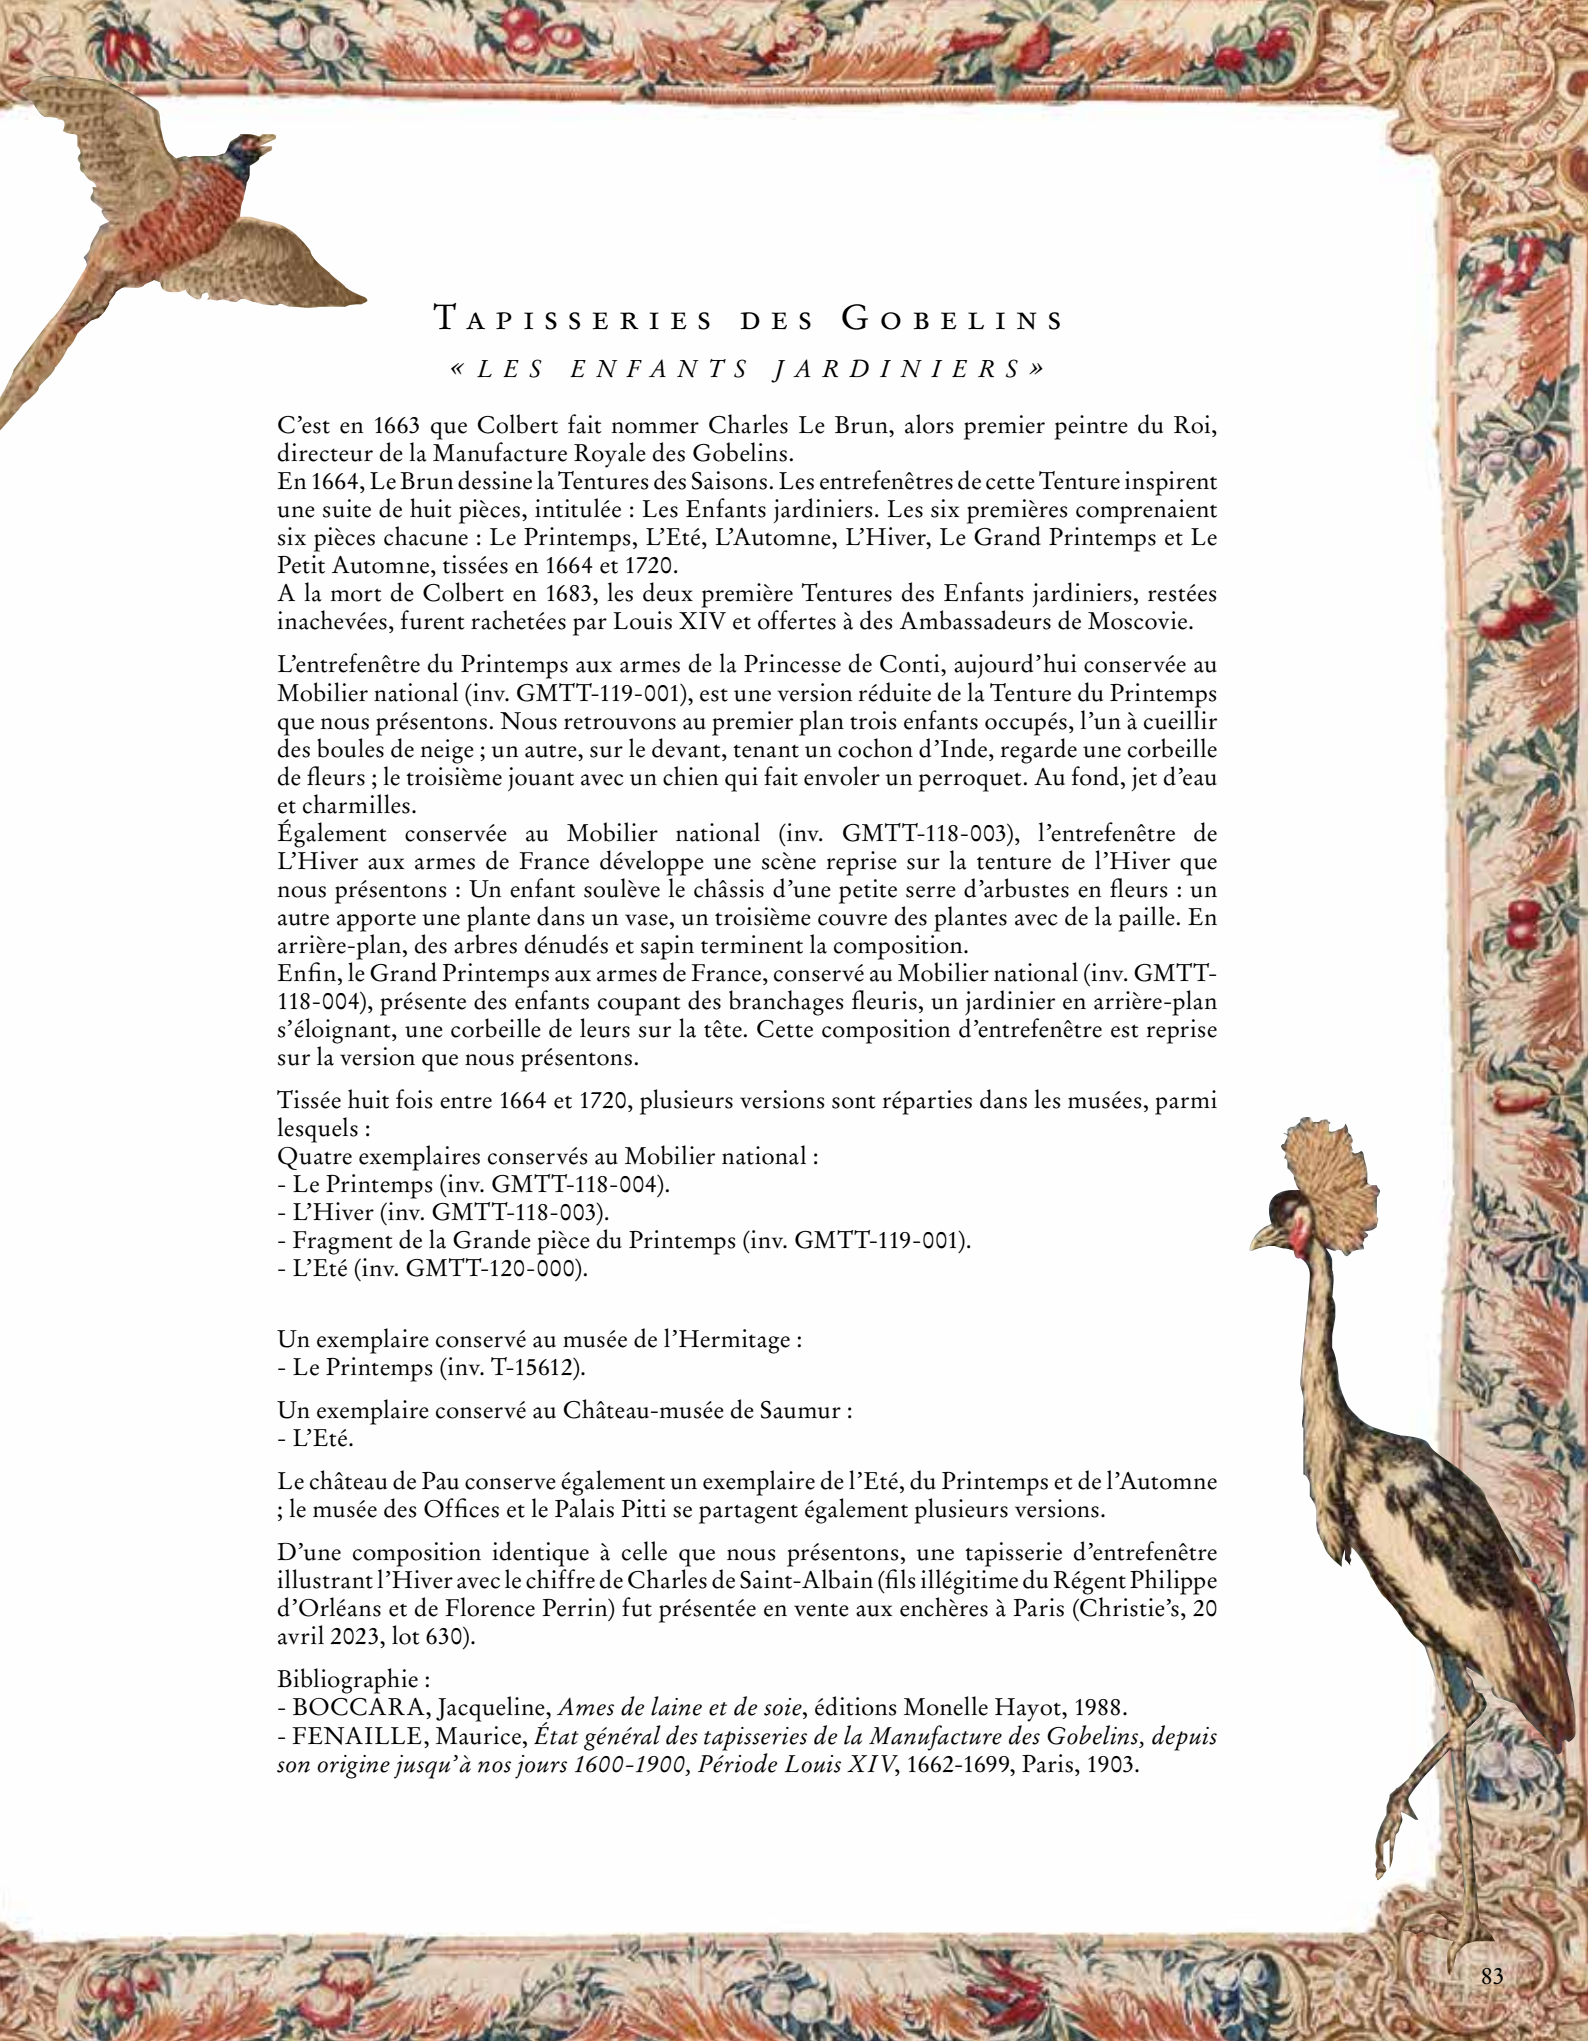 Tapisseries des Gobelins
« LES ENFANTS JARDINIERS »
C’est en 1663 que Colbert fait nommer Charles Le Brun, alors premier peintre du Roi,
directeur de la Manufacture Royale des Gobelins.
En 1664, Le Brun dessine la Tentures des Saisons. Les entrefenêtres de cette Tenture inspirent
une suite de huit pièces, intitulée : Les Enfants jardiniers. Les six premières comprenaient
six pièces chacune : Le Printemps, L’Eté, L’Automne, L’Hiver, Le Grand Printemps et Le
Petit Automne, tissées en 1664 et 1720.
A la mort de Colbert en 1683, les deux première Tentures des Enfants jardiniers, restées
inachevées, furent rachetées par Louis XIV et offertes à des Ambassadeurs de Moscovie.
L’entrefenêtre du Printemps aux armes de la Princesse de Conti, aujourd’hui conservée au
Mobilier national (inv. GMTT-119-001), est une version réduite de la Tenture du Printemps
que nous présentons. Nous retrouvons au premier plan trois enfants occupés, l’un à cueillir
des boules de neige ; un autre, sur le devant, tenant un cochon d’Inde, regarde une corbeille
de fleurs ; le troisième jouant avec un chien qui fait envoler un perroquet. Au fond, jet d’eau
et charmilles.
Également conservée au Mobilier national (inv. GMTT-118-003), l’entrefenêtre de
L’Hiver aux armes de France développe une scène reprise sur la tenture de l’Hiver que
nous présentons : Un enfant soulève le châssis d’une petite serre d’arbustes en fleurs : un
autre apporte une plante dans un vase, un troisième couvre des plantes avec de la paille. En
arrière-plan, des arbres dénudés et sapin terminent la composition.
Enfin, le Grand Printemps aux armes de France, conservé au Mobilier national (inv. GMTT-
118-004), présente des enfants coupant des branchages fleuris, un jardinier en arrière-plan
s’éloignant, une corbeille de leurs sur la tête. Cette composition d’entrefenêtre est reprise
sur la version que nous présentons.
Tissée huit fois entre 1664 et 1720, plusieurs versions sont réparties dans les musées, parmi
lesquels :
Quatre exemplaires conservés au Mobilier national :
- Le Printemps (inv. GMTT-118-004).
- L’Hiver (inv. GMTT-118-003).
- Fragment de la Grande pièce du Printemps (inv. GMTT-119-001).
- L’Eté (inv. GMTT-120-000).
Un exemplaire conservé au musée de l’Hermitage :
- Le Printemps (inv. T-15612).
Un exemplaire conservé au Château-musée de Saumur :
- L’Eté.
Le château de Pau conserve également un exemplaire de l’Eté, du Printemps et de l’Automne
; le musée des Offices et le Palais Pitti se partagent également plusieurs versions.
D’une composition identique à celle que nous présentons, une tapisserie d’entrefenêtre
illustrant l’Hiver avec le chiffre de Charles de Saint-Albain (fils illégitime du Régent Philippe
d’Orléans et de Florence Perrin) fut présentée en vente aux enchères à Paris (Christie’s, 20
avril 2023, lot 630).
Bibliographie :
- BOCCARA, Jacqueline, Ames de laine et de soie, éditions Monelle Hayot, 1988.
- FENAILLE, Maurice, État général des tapisseries de la Manufacture des Gobelins, depuis
son origine jusqu’à nos jours 1600-1900, Période Louis XIV, 1662-1699, Paris, 1903.
83